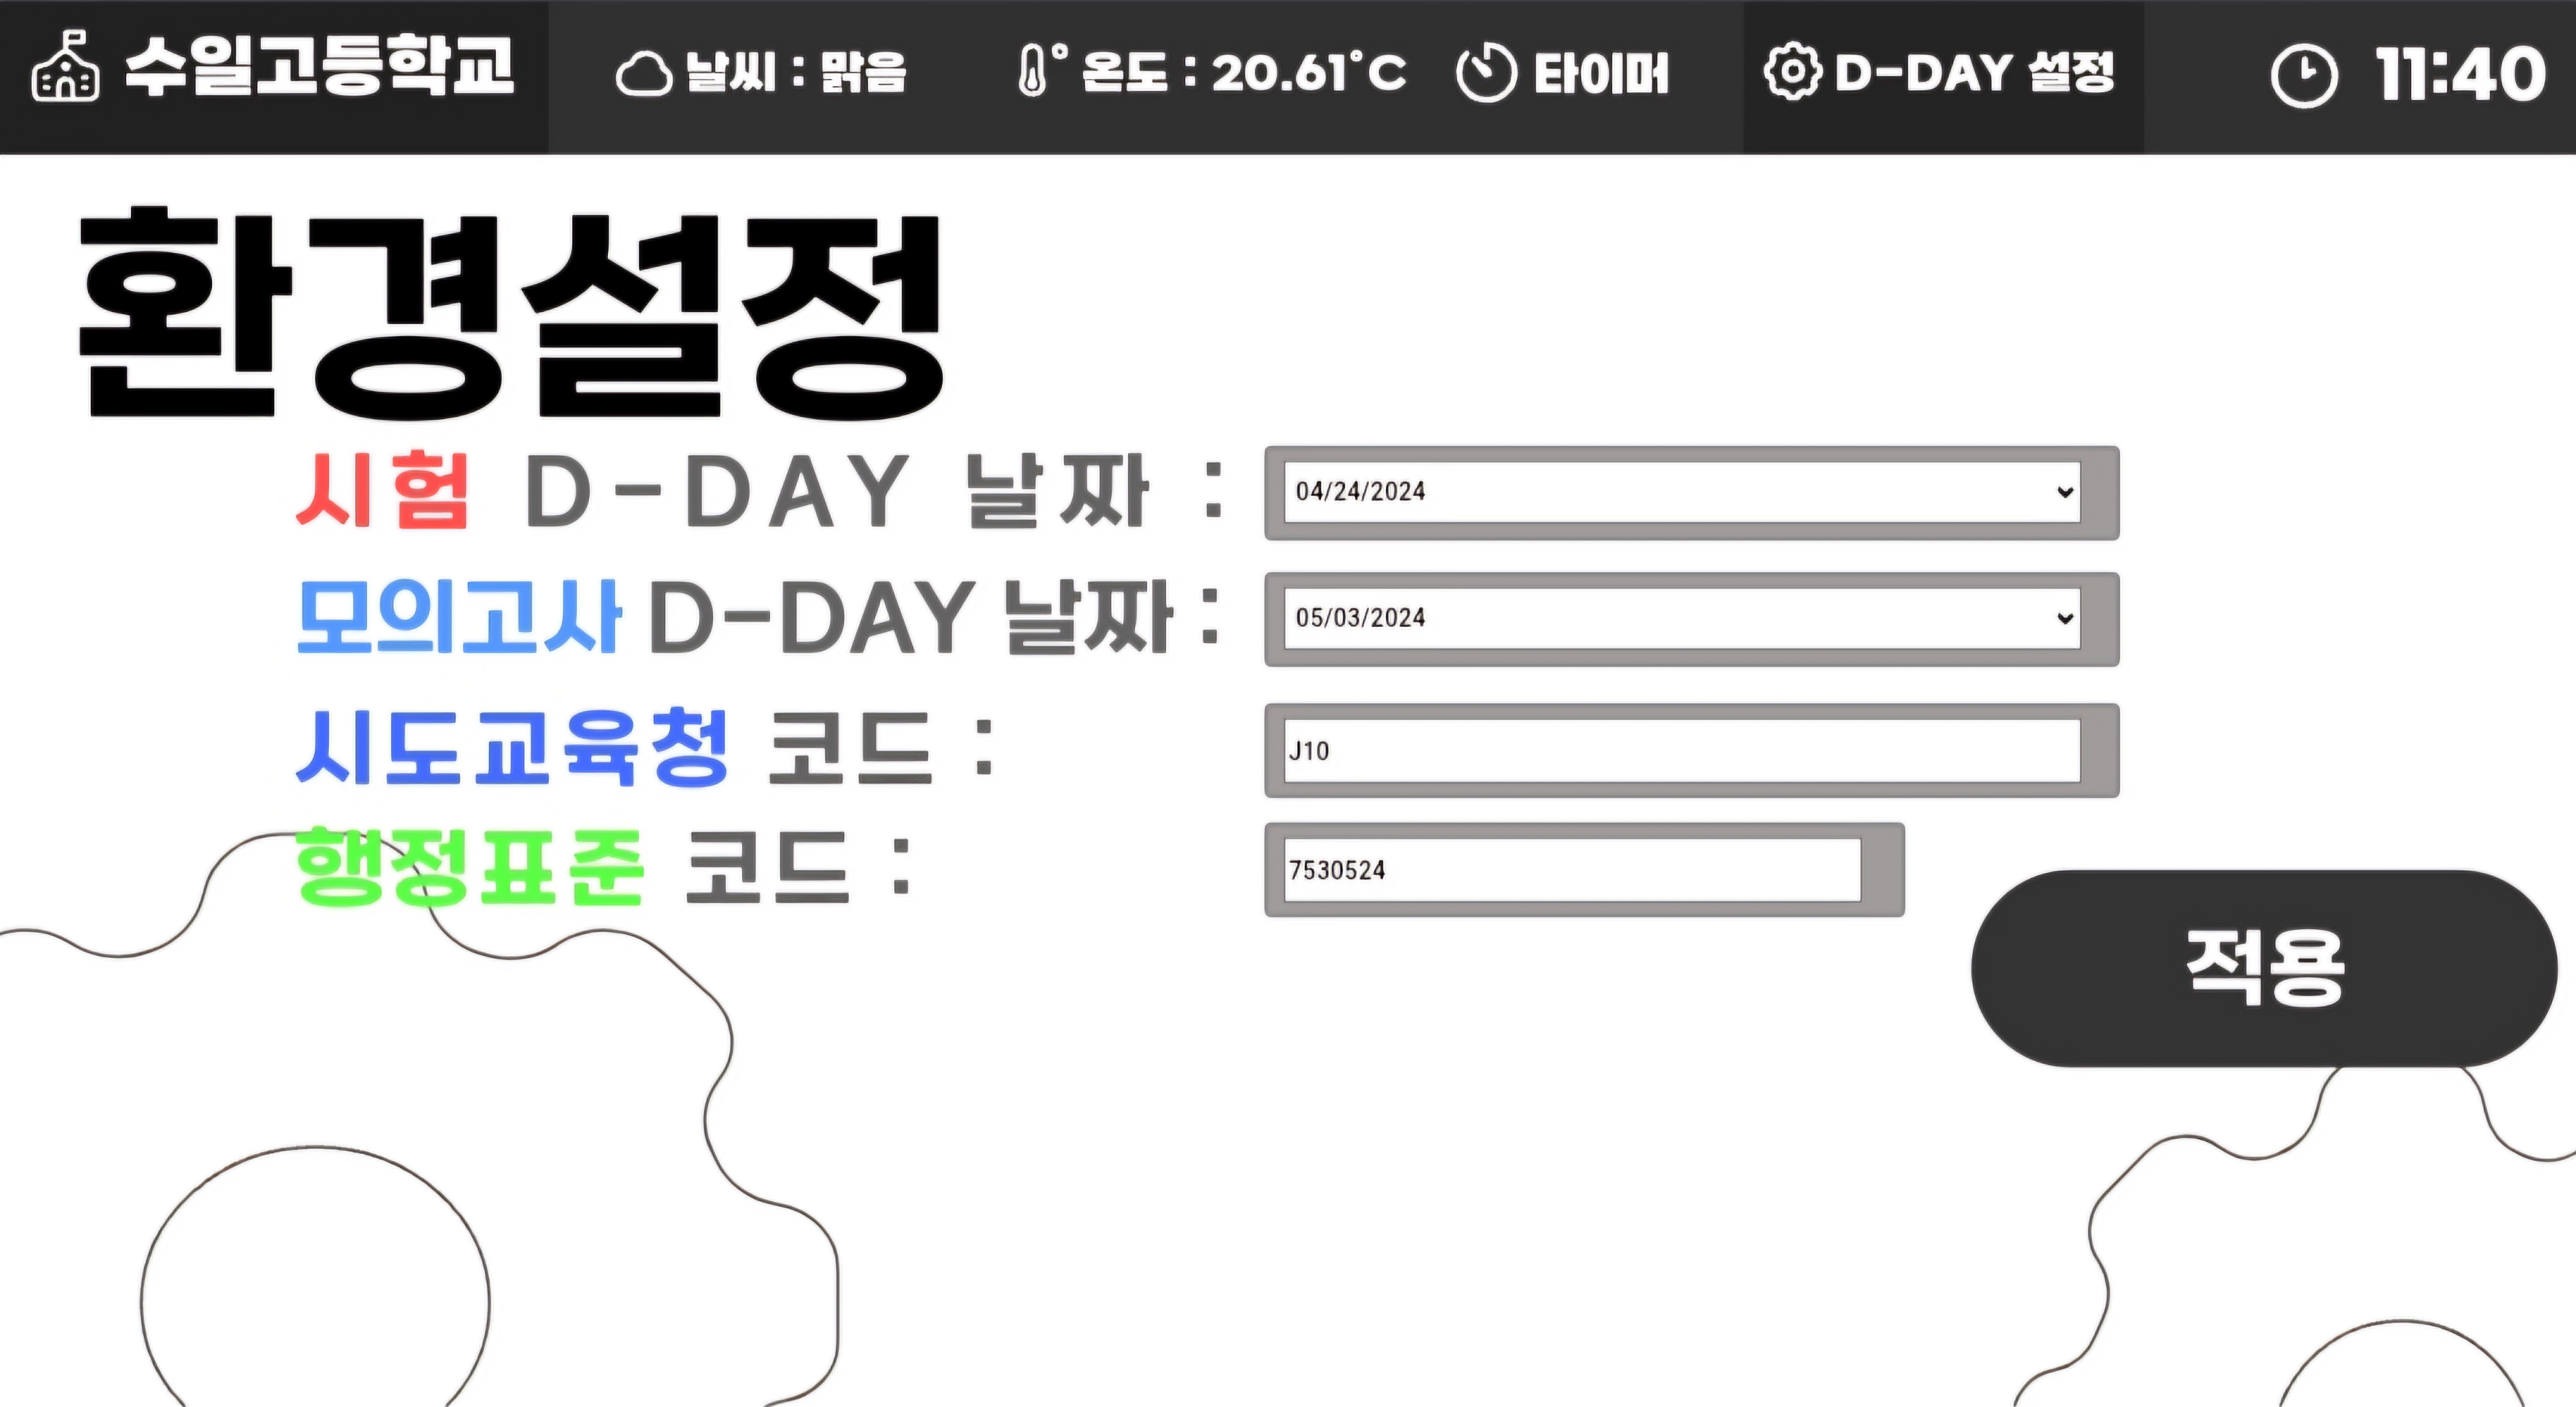 수일고등학교 날씨 : 맑음 온도 : 20.61°C 타이머 D-DAY 설정 11:40
환경설정
시험 D-DAY 날짜 : 04/24/2024
모의고사 D-DAY 날짜 : 05/03/2024
시도교육청 코드 : J10
행정표준 코드 : 7530524
적용